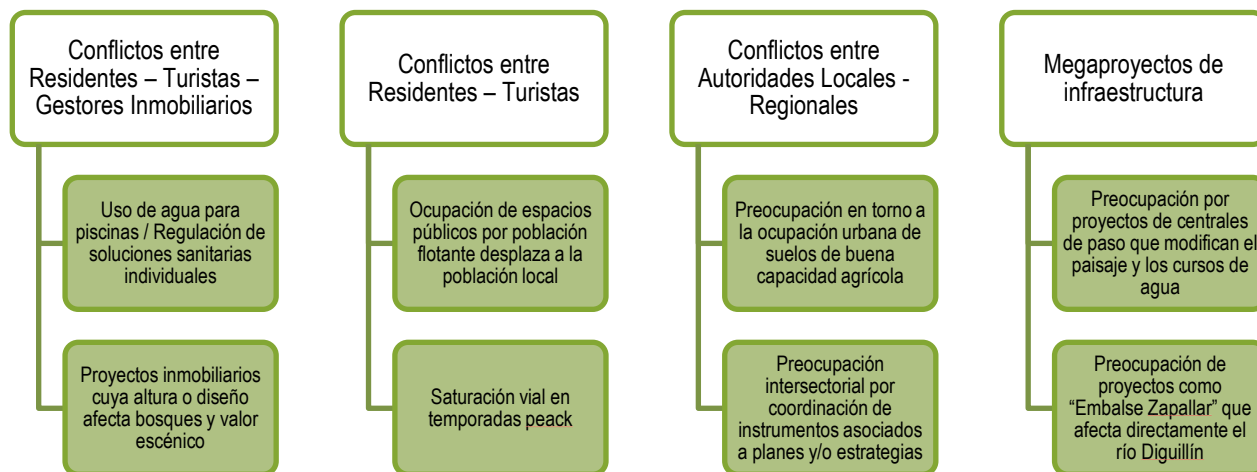 Conflictos entre
Residentes – Turistas –
Gestores Inmobiliarios
Uso de agua para
piscinas / Regulación de
soluciones sanitarias
individuales
Proyectos inmobiliarios
cuya altura o diseño
afecta bosques y valor
escénico
Conflictos entre
Residentes – Turistas
Ocupación de espacios
públicos por población
flotante desplaza a la
población local
Saturación vial en
temporadas peack
Conflictos entre
Autoridades Locales -
Regionales
Preocupación en torno a
la ocupación urbana de
suelos de buena
capacidad agrícola
Preocupación
intersectorial por
coordinación de
instrumentos asociados
a planes y/o estrategias
Megaproyectos de
infraestructura
Preocupación por
proyectos de centrales
de paso que modifican el
paisaje y los cursos de
agua
Preocupación de
proyectos como
“Embalse Zapallar” que
afecta directamente el
río Diguillín